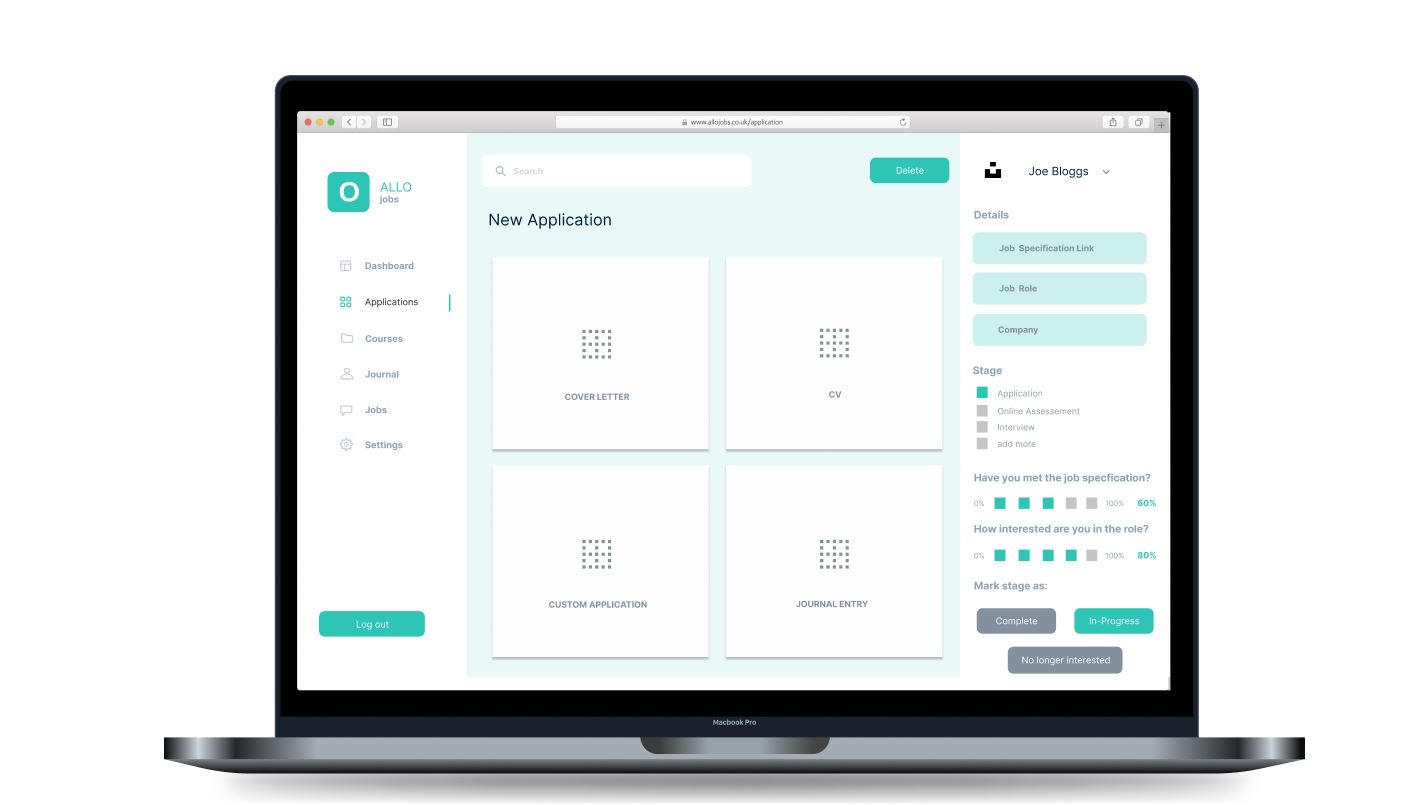 www.allojobs.co.uk/application
O
ALLO
jobs
Dashboard
Applications
Courses
Journal
Jobs
Settings
Log out
Search
Delete
New Application
COVER LETTER
CV
CUSTOM APPLICATION
JOURNAL ENTRY
Joe Bloggs
Details
Job Specification Link
Job Role
Company
Stage
Application
Online Assessement
Interview
add more
Have you met the job specfication?
0% 100% 60%
How interested are you in the role?
0% 100% 80%
Mark stage as:
Complete In-Progress
No longer interested
Macbook Pro